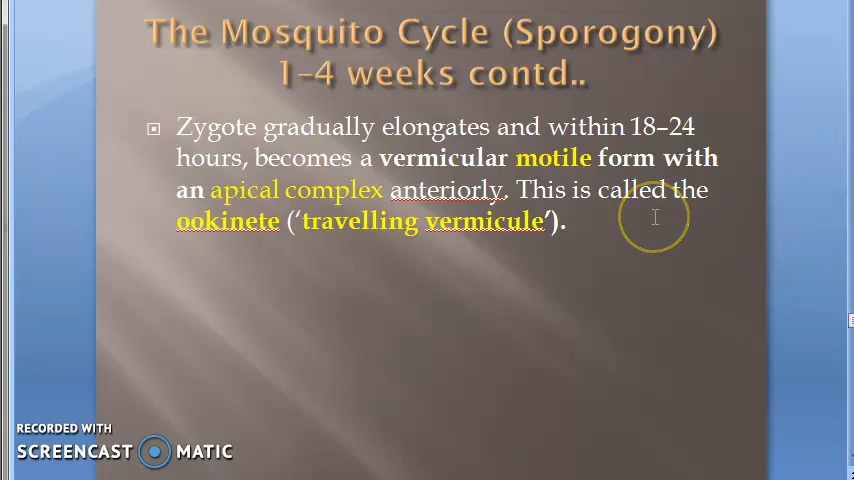 The Mosquito Cycle (Sporogony)
1–4 weeks contd..
Zygote gradually elongates and within 18–24
hours, becomes a vermicular motile form with
an apical complex anteriorly. This is called the
ookinete (‘travelling vermicule’).
RECORDED WITH
SCREENCAST MATIC